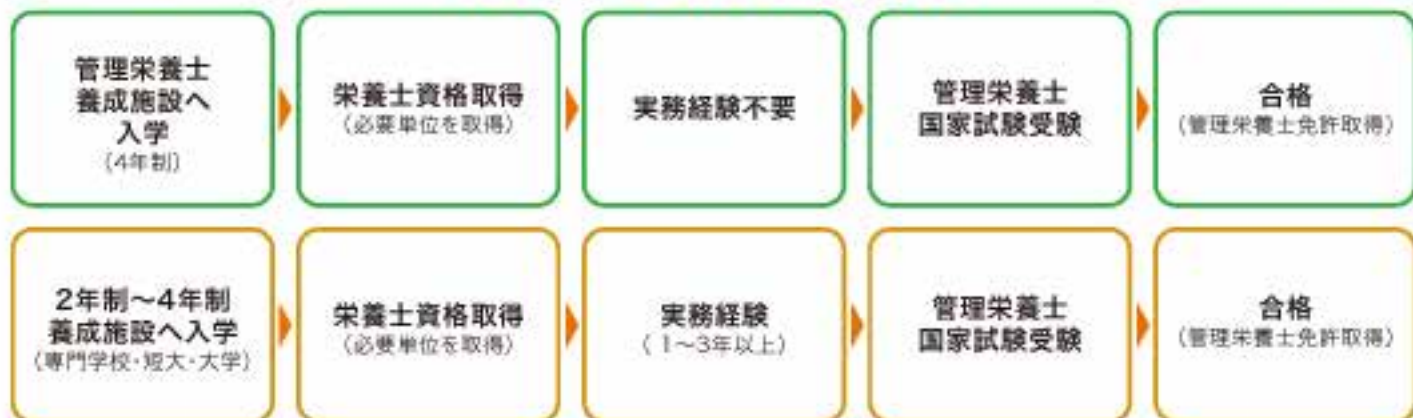 管理栄養士
養成施設へ
入学
（4年制）
栄養士資格取得
（必要単位を取得）
実務経験不要
管理栄養士
国家試験受験
合格
（管理栄養士免許取得）
2年制～4年制
養成施設へ入学
（専門学校・短大・大学）
栄養士資格取得
（必要単位を取得）
実務経験
（ 1～3年以上）
管理栄養士
国家試験受験
合格
（管理栄養士免許取得）